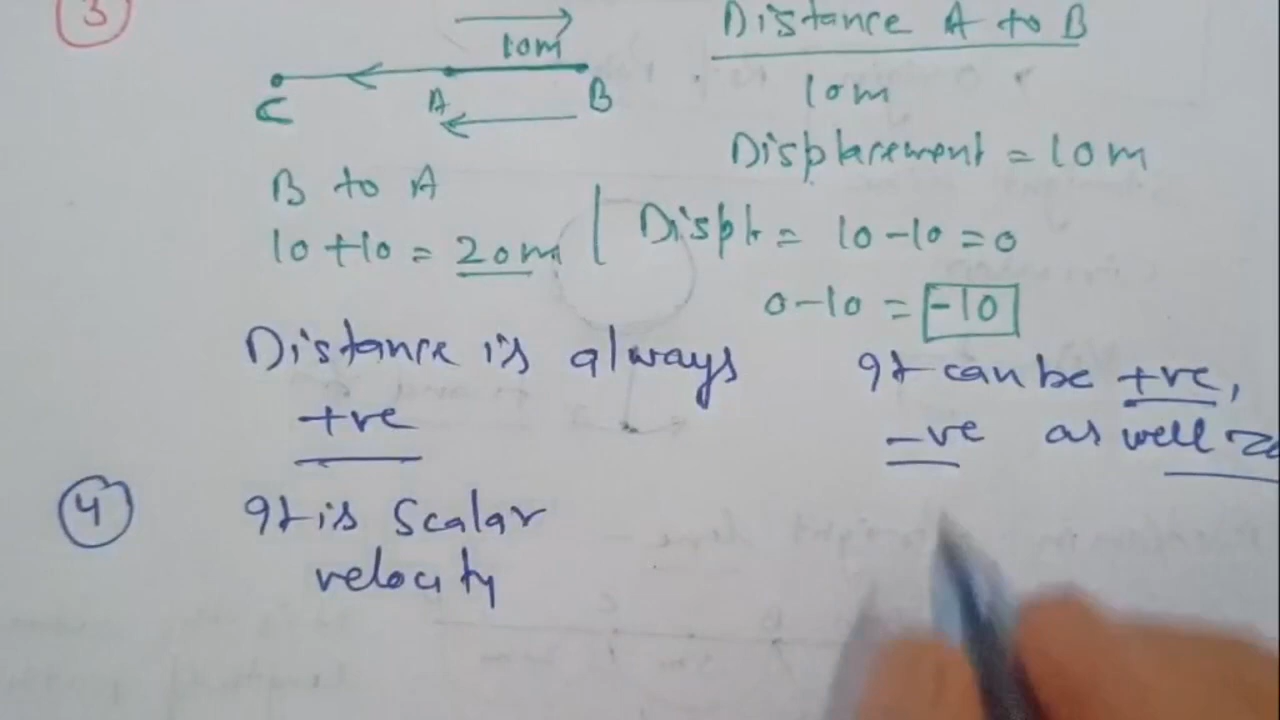 3
10m
C A B
Distance A to B
10m
Displacement = 10m
B to A
10 + 10 = 20m
Displt = 10 - 10 = 0
0 - 10 = -10
Distance is always
+ve
It can be +ve,
-ve as well
4
It is scalar
velocity